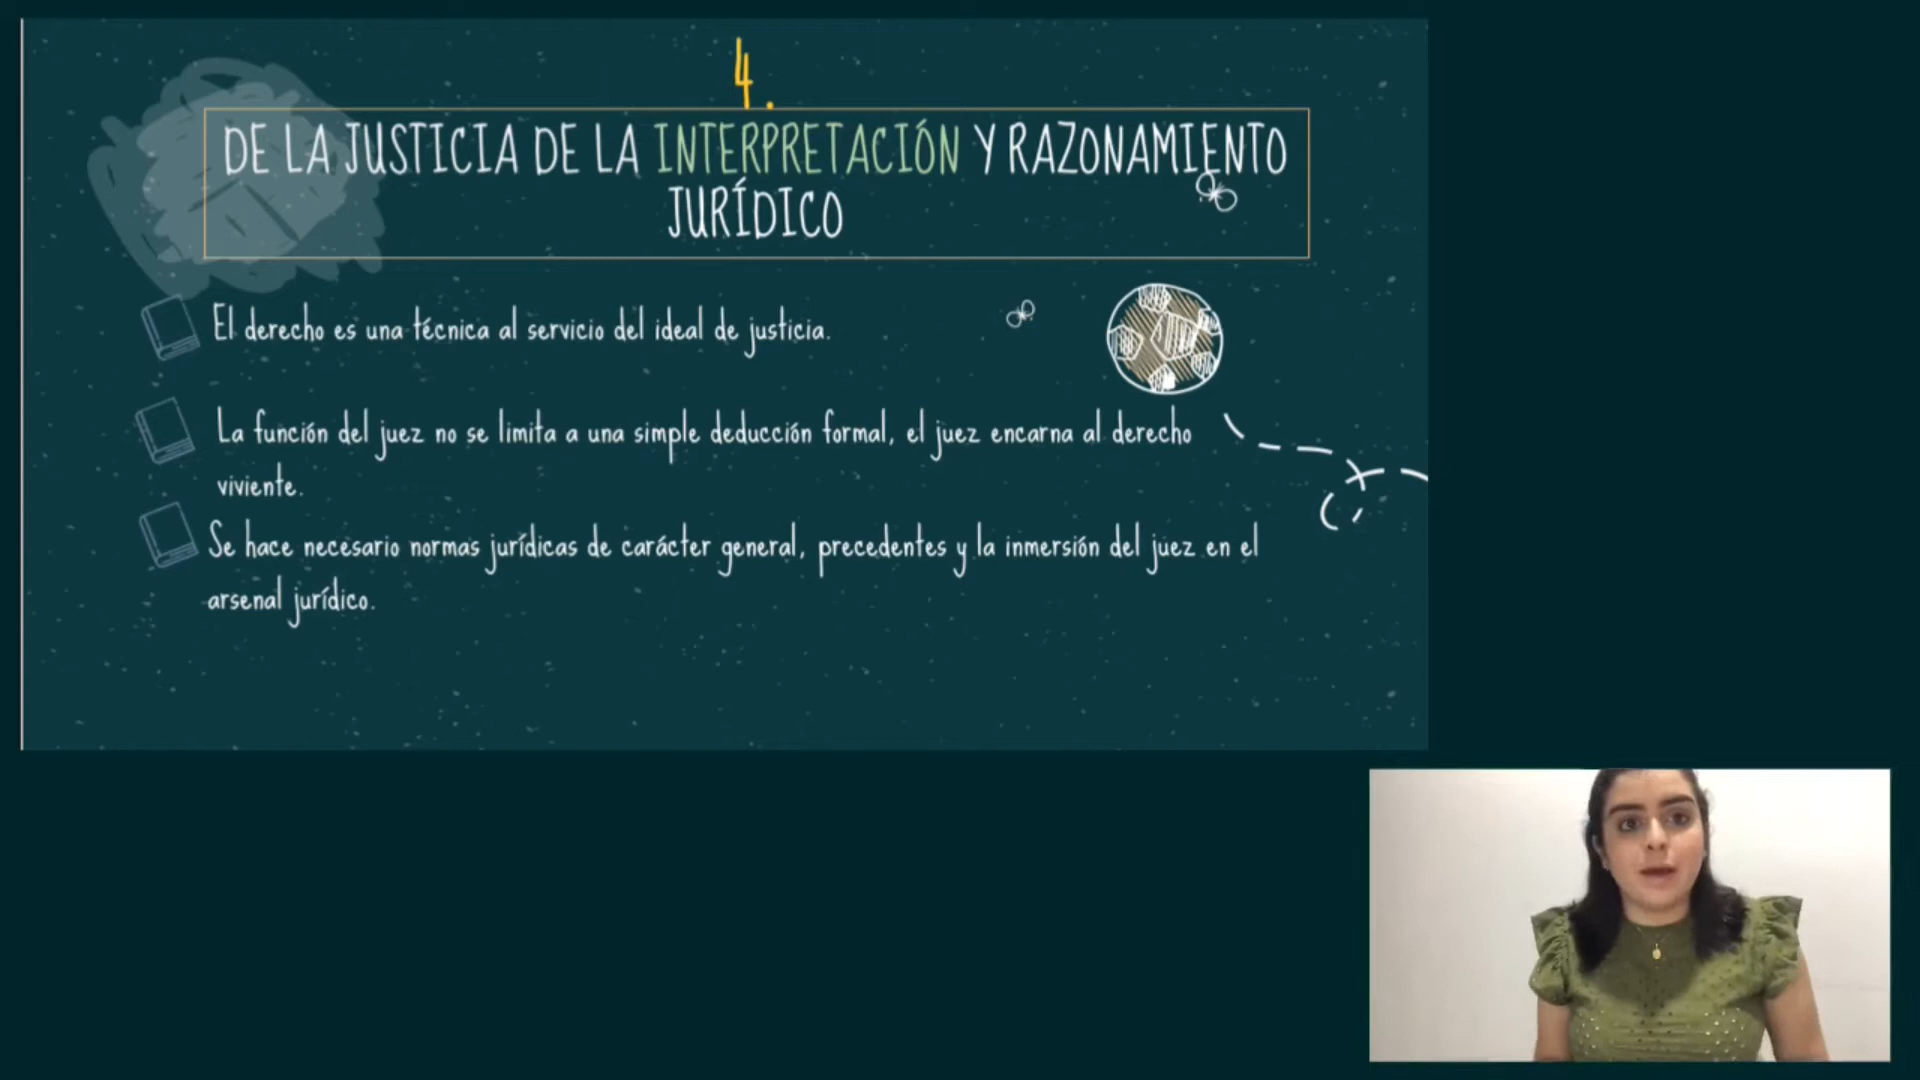 4.
DE LA JUSTICIA DE LA INTERPRETACIÓN Y RAZONAMIENTO
JURÍDICO
El derecho es una técnica al servicio del ideal de justicia.
La función del juez no se limita a una simple deducción formal, el juez encarna al derecho
viviente.
Se hace necesario normas jurídicas de carácter general, precedentes y la inmersión del juez en el
arsenal jurídico.